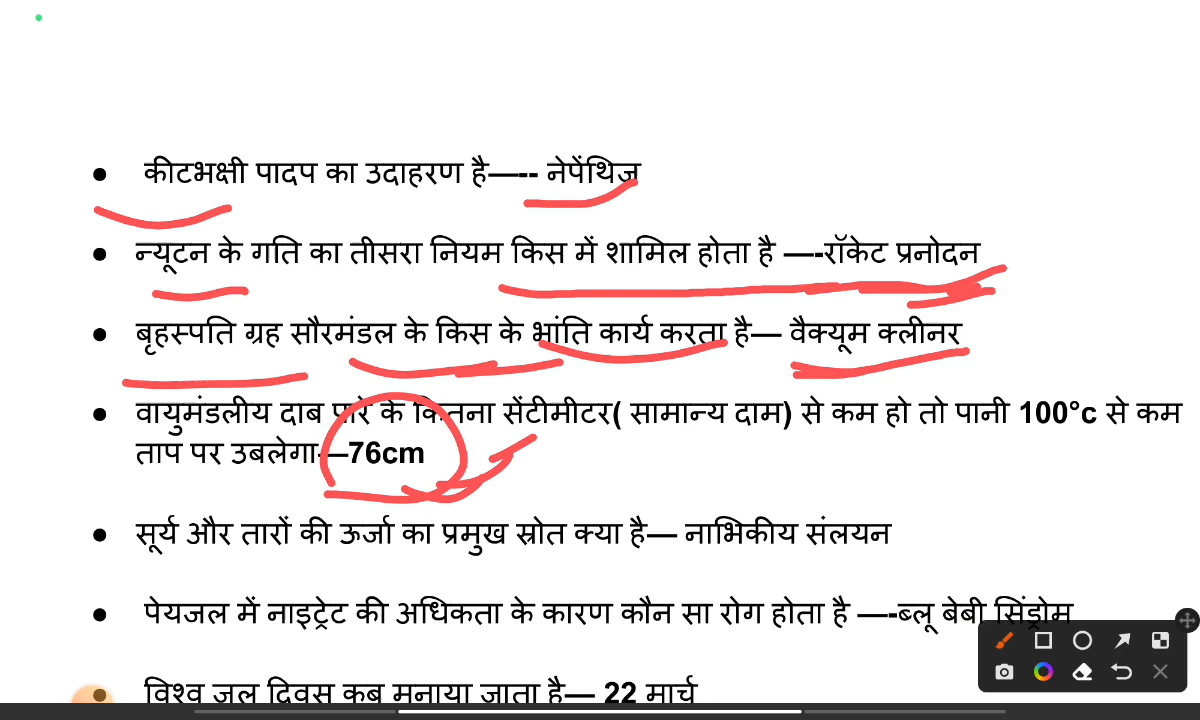 ● कीटभक्षी पादप का उदाहरण है—-- नेपेंथिज
● न्यूटन के गति का तीसरा नियम किस में शामिल होता है —-रॉकेट प्रनोदन
● बृहस्पति ग्रह सौरमंडल के किस के भांति कार्य करता है— वैक्यूम क्लीनर
● वायुमंडलीय दाब पारे के कितना सेंटीमीटर( सामान्य दाम) से कम हो तो पानी 100°c से कम
ताप पर उबलेगा—76cm
● सूर्य और तारों की ऊर्जा का प्रमुख स्रोत क्या है— नाभिकीय संलयन
● पेयजल में नाइट्रेट की अधिकता के कारण कौन सा रोग होता है —-ब्लू बेबी सिंड्रोम
● विश्व जल दिवस कब मनाया जाता है— 22 मार्च